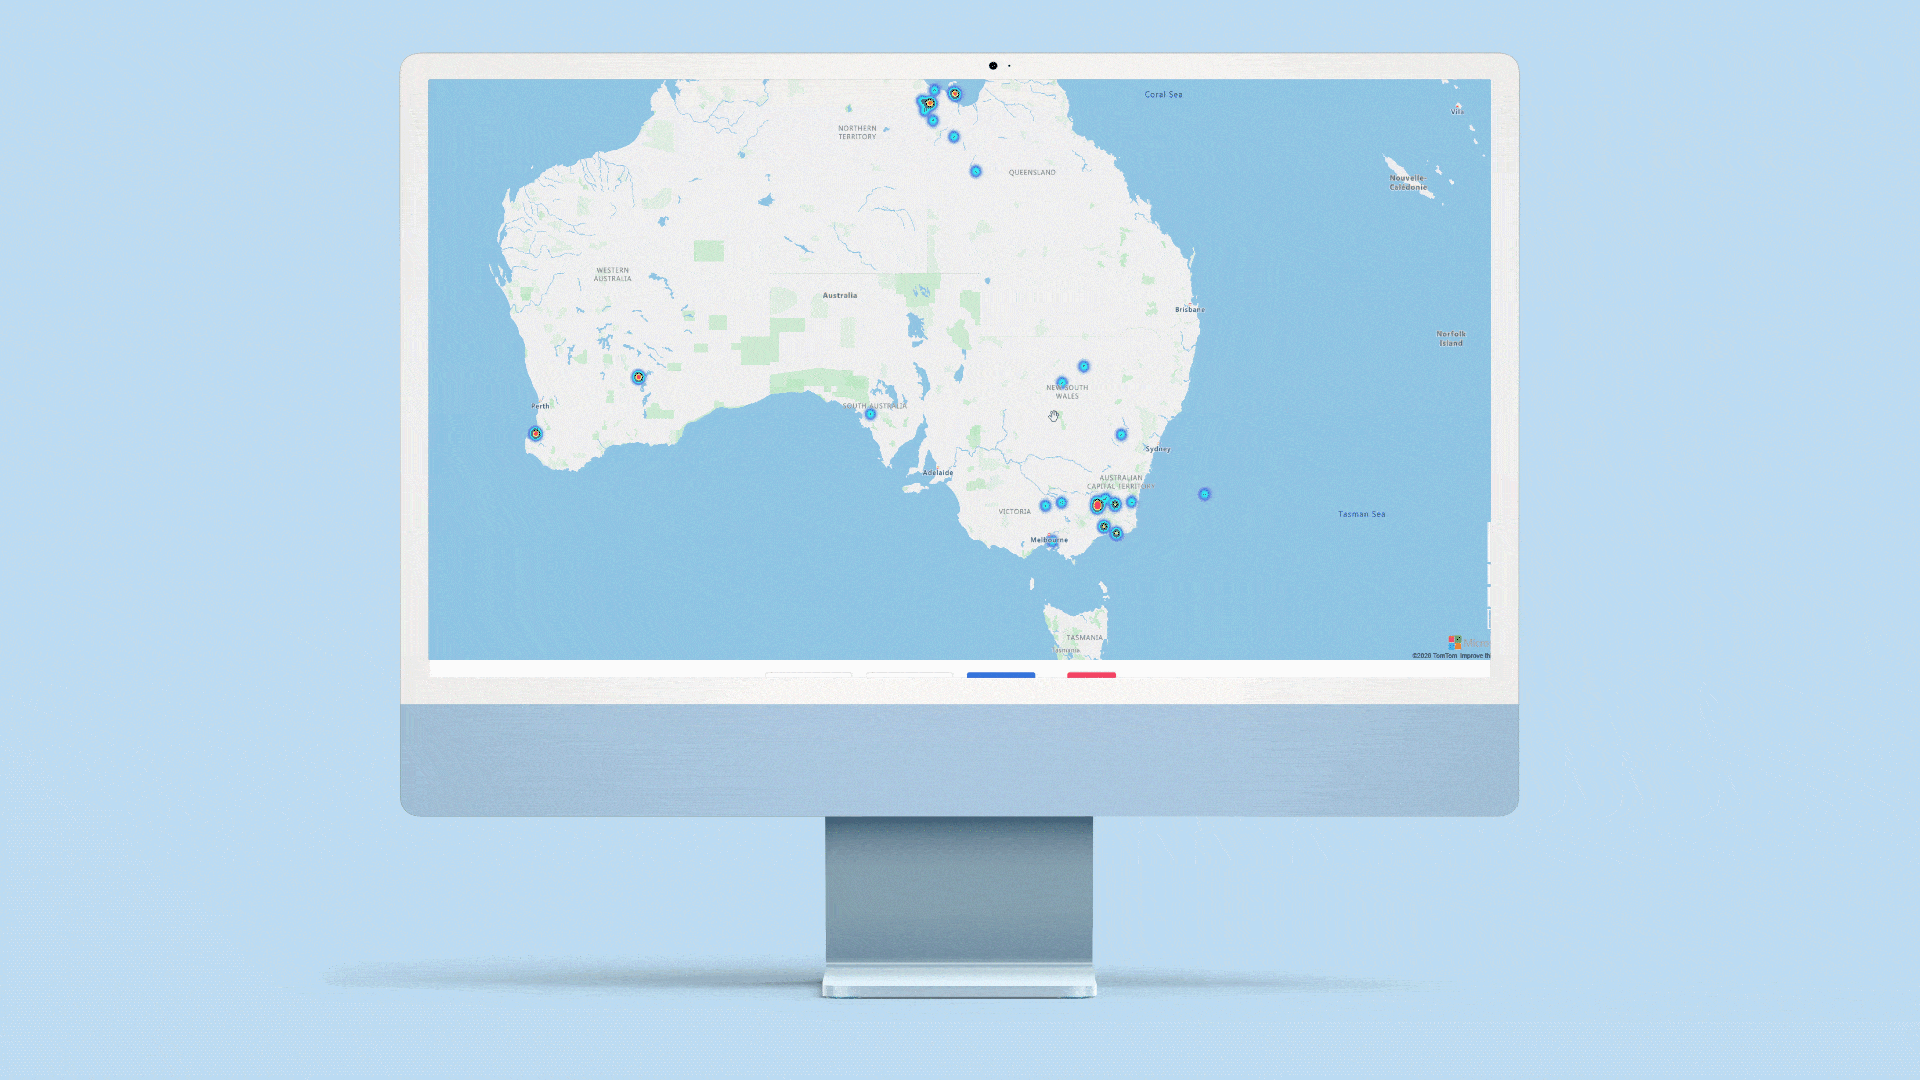 Coral Sea
Vila
NORTHERN
TERRITORY
QUEENSLAND
Nouvelle-
Calédonie
WESTERN
AUSTRALIA
Australia
Brisbane
Norfolk
Island
NEW SOUTH
WALES
Perth
SOUTH AUSTRALIA
Sydney
Adelaide
AUSTRALIAN
CAPITAL TERRITORY
VICTORIA
Tasman Sea
Melbourne
TASMANIA
Tasmania
©2020 TomTom Improve th